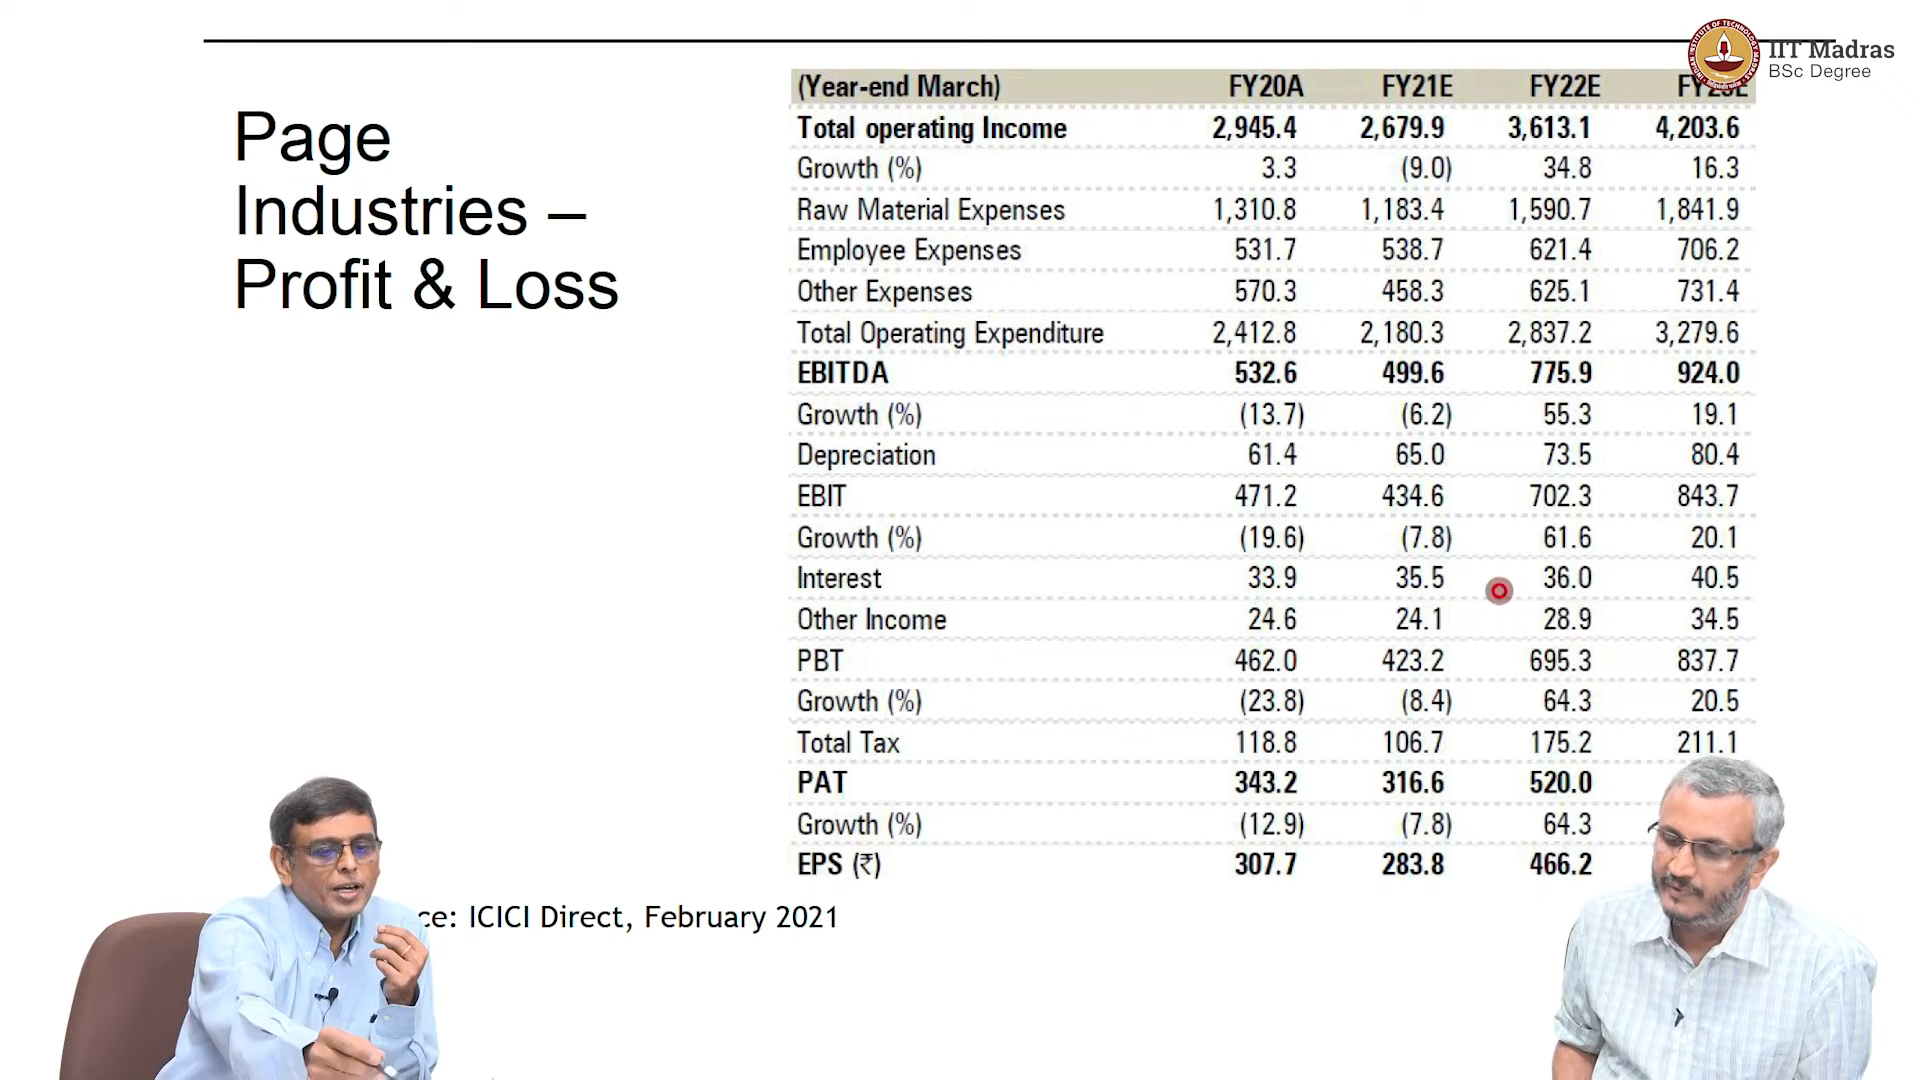 IIT Madras
BSc Degree
Page
Industries –
Profit & Loss
(Year-end March) FY20A FY21E FY22E
Total operating Income 2,945.4 2,679.9 3,613.1 4,203.6
Growth (%) 3.3 (9.0) 34.8 16.3
Raw Material Expenses 1,310.8 1,183.4 1,590.7 1,841.9
Employee Expenses 531.7 538.7 621.4 706.2
Other Expenses 570.3 458.3 625.1 731.4
Total Operating Expenditure 2,412.8 2,180.3 2,837.2 3,279.6
EBITDA 532.6 499.6 775.9 924.0
Growth (%) (13.7) (6.2) 55.3 19.1
Depreciation 61.4 65.0 73.5 80.4
EBIT 471.2 434.6 702.3 843.7
Growth (%) (19.6) (7.8) 61.6 20.1
Interest 33.9 35.5 36.0 40.5
Other Income 24.6 24.1 28.9 34.5
PBT 462.0 423.2 695.3 837.7
Growth (%) (23.8) (8.4) 64.3 20.5
Total Tax 118.8 106.7 175.2 211.1
PAT 343.2 316.6 520.0
Growth (%) (12.9) (7.8) 64.3
EPS (₹) 307.7 283.8 466.2
ce: ICICI Direct, February 2021